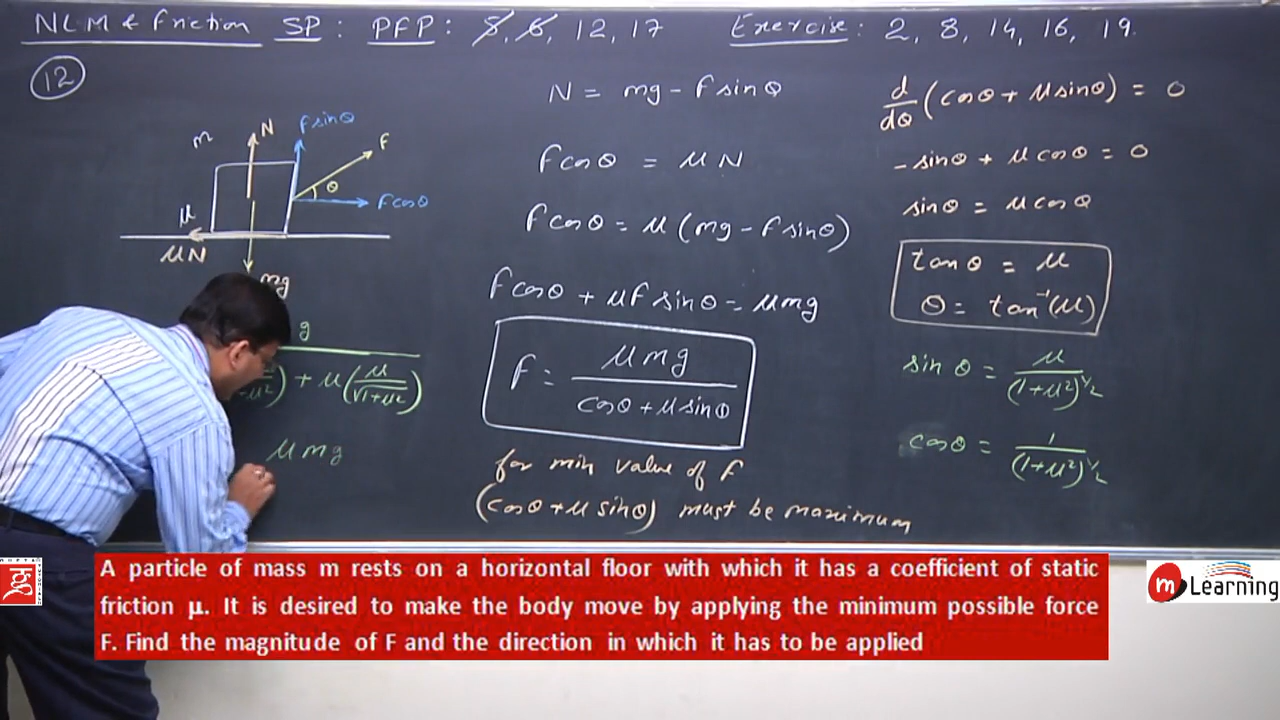 NLM & Friction SP : PFP : 5, 6, 12, 17 Exercise : 2, 8, 14, 16, 19.
12
m
N
F sinθ
F
θ
F cosθ
μ
μN
mg
g
+ μ(μ/√1+μ²)
μ m g
N = mg - F sinθ
F cosθ = μ N
F cosθ = μ (mg - F sinθ)
F cosθ + μF sinθ = μmg
F = μmg / cosθ + μ sinθ
for min value of F
(cosθ + μ sinθ) must be maximum
d/dθ (cosθ + μ sinθ) = 0
- sinθ + μ cosθ = 0
sinθ = μ cosθ
tanθ = μ
θ = tan⁻¹(μ)
sin θ = μ / (1+μ²)^½
cosθ = 1 / (1+μ²)^½
A particle of mass m rests on a horizontal floor with which it has a coefficient of static
friction μ. It is desired to make the body move by applying the minimum possible force
F. Find the magnitude of F and the direction in which it has to be applied
m Learning